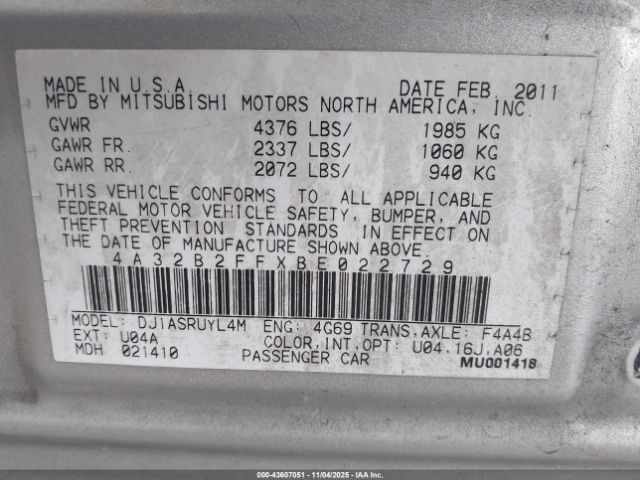 MADE IN U.S.A. DATE FEB. 2011
MFD BY MITSUBISHI MOTORS NORTH AMERICA, INC.
GVWR 4376 LBS/ 1985 KG
GAWR FR. 2337 LBS/ 1060 KG
GAWR RR. 2072 LBS/ 940 KG
THIS VEHICLE CONFORMS TO ALL APPLICABLE
FEDERAL MOTOR VEHICLE SAFETY, BUMPER, AND
THEFT PREVENTION STANDARDS IN EFFECT ON
THE DATE OF MANUFACTURE SHOWN ABOVE.
4A32B2FFXBE022729
MODEL: DJ1ASRUYL4M ENG: 4G69 TRANS.AXLE: F4A4B
EXT: U04A COLOR.INT.OPT: U04.16J.A06
MDH 021410 PASSENGER CAR MU001418
000-43607051 - 11/04/2025 - IAAI.com